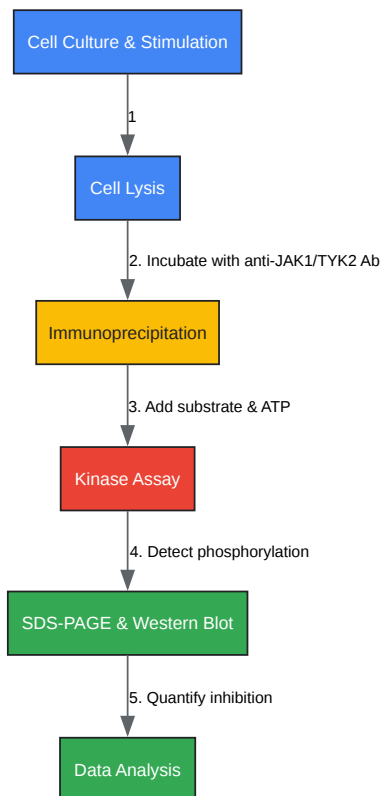 Cell Culture & Stimulation
1
Cell Lysis
2. Incubate with anti-JAK1/TYK2 Ab
Immunoprecipitation
3. Add substrate & ATP
Kinase Assay
4. Detect phosphorylation
SDS-PAGE & Western Blot
5. Quantify inhibition
Data Analysis